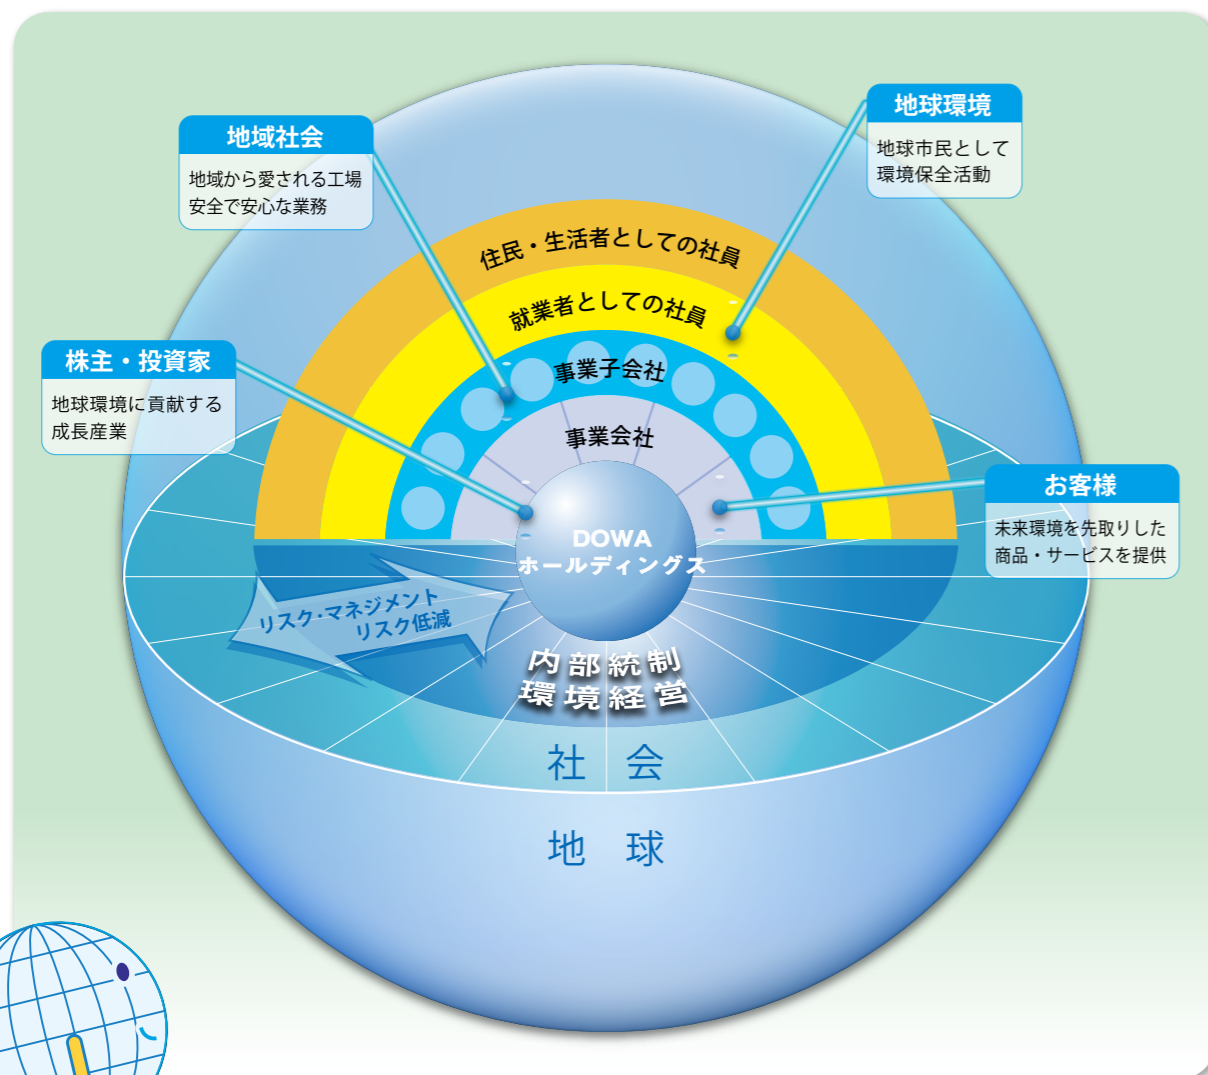 地球環境
地球市民として
環境保全活動
地域社会
地域から愛される工場
安全で安心な業務
住民・生活者としての社員
就業者としての社員
株主・投資家
地球環境に貢献する
成長産業
事業子会社
事業会社
お客様
未来環境を先取りした
商品・サービスを提供
DOWA
ホールディングス
リスク・マネジメント
リスク低減
内部統制
環境経営
社会
地球